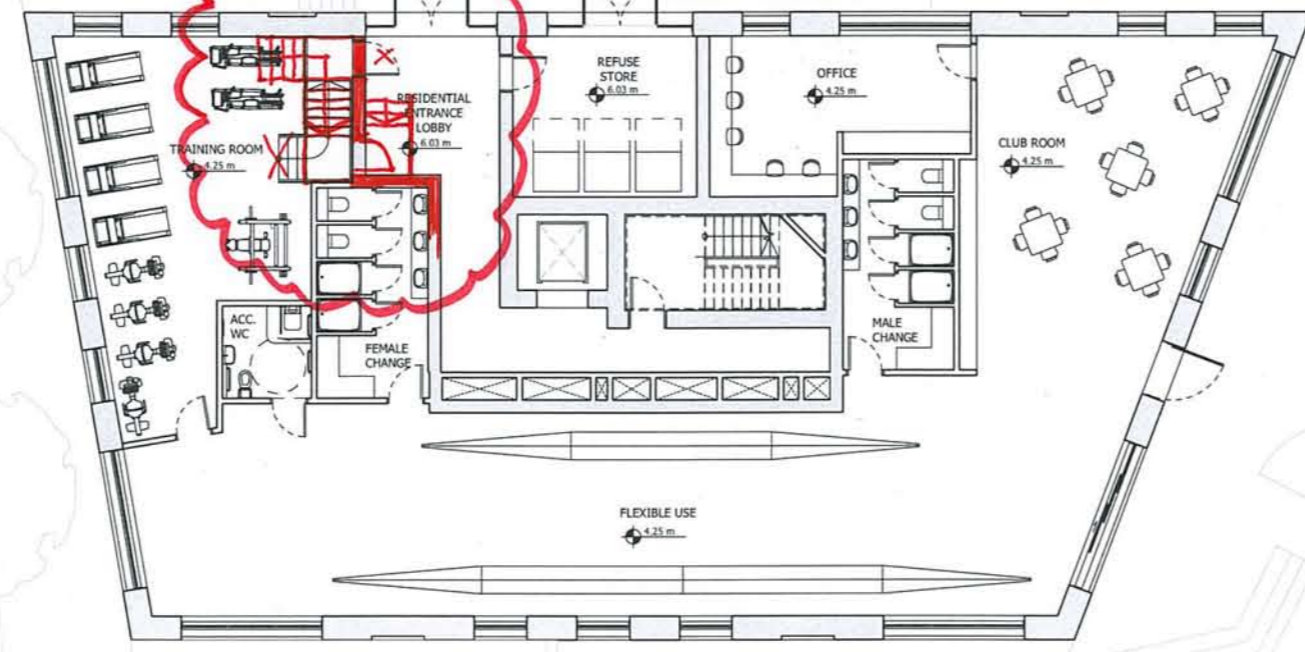 REFUSE
STORE
6.03 m
OFFICE
4.25 m
RESIDENTIAL
ENTRANCE
LOBBY
6.03 m
TRAINING ROOM
4.25 m
CLUB ROOM
4.25 m
ACC.
WC
FEMALE
CHANGE
MALE
CHANGE
FLEXIBLE USE
4.25 m